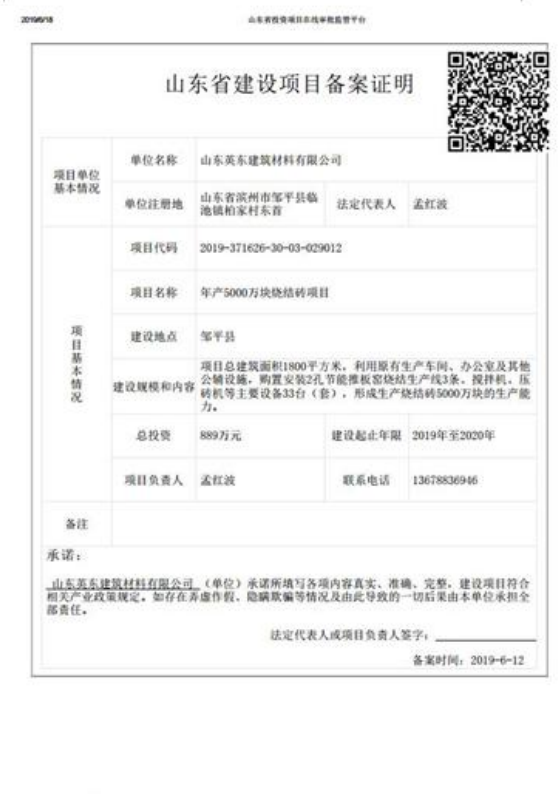 2019/6/18
山东省投资项目在线审批监管平台
山东省建设项目备案证明
项目单位
基本情况
单位名称
山东英东建筑材料有限公司
单位注册地
山东省滨州市邹平县临
池镇柏家村东首
法定代表人
孟红波
项目基本情况
项目代码
2019-371626-30-03-029012
项目名称
年产5000万块烧结砖项目
建设地点
邹平县
建设规模和内容
项目总建筑面积1800平方米，利用原有生产车间、办公室及其他
公辅设施，购置安装2孔节能推板窑烧结生产线3条、搅拌机、压
砖机等主要设备33台（套），形成生产烧结砖5000万块的生产能
力。
总投资
889万元
建设起止年限
2019年至2020年
项目负责人
孟红波
联系电话
13678836946
备注
承诺：
山东英东建筑材料有限公司（单位）承诺所填写各项内容真实、准确、完整，建设项目符合
相关产业政策规定。如存在弄虚作假、隐瞒欺骗等情况及由此导致的一切后果由本单位承担全
部责任。
法定代表人或项目负责人签字：
备案时间：2019-6-12